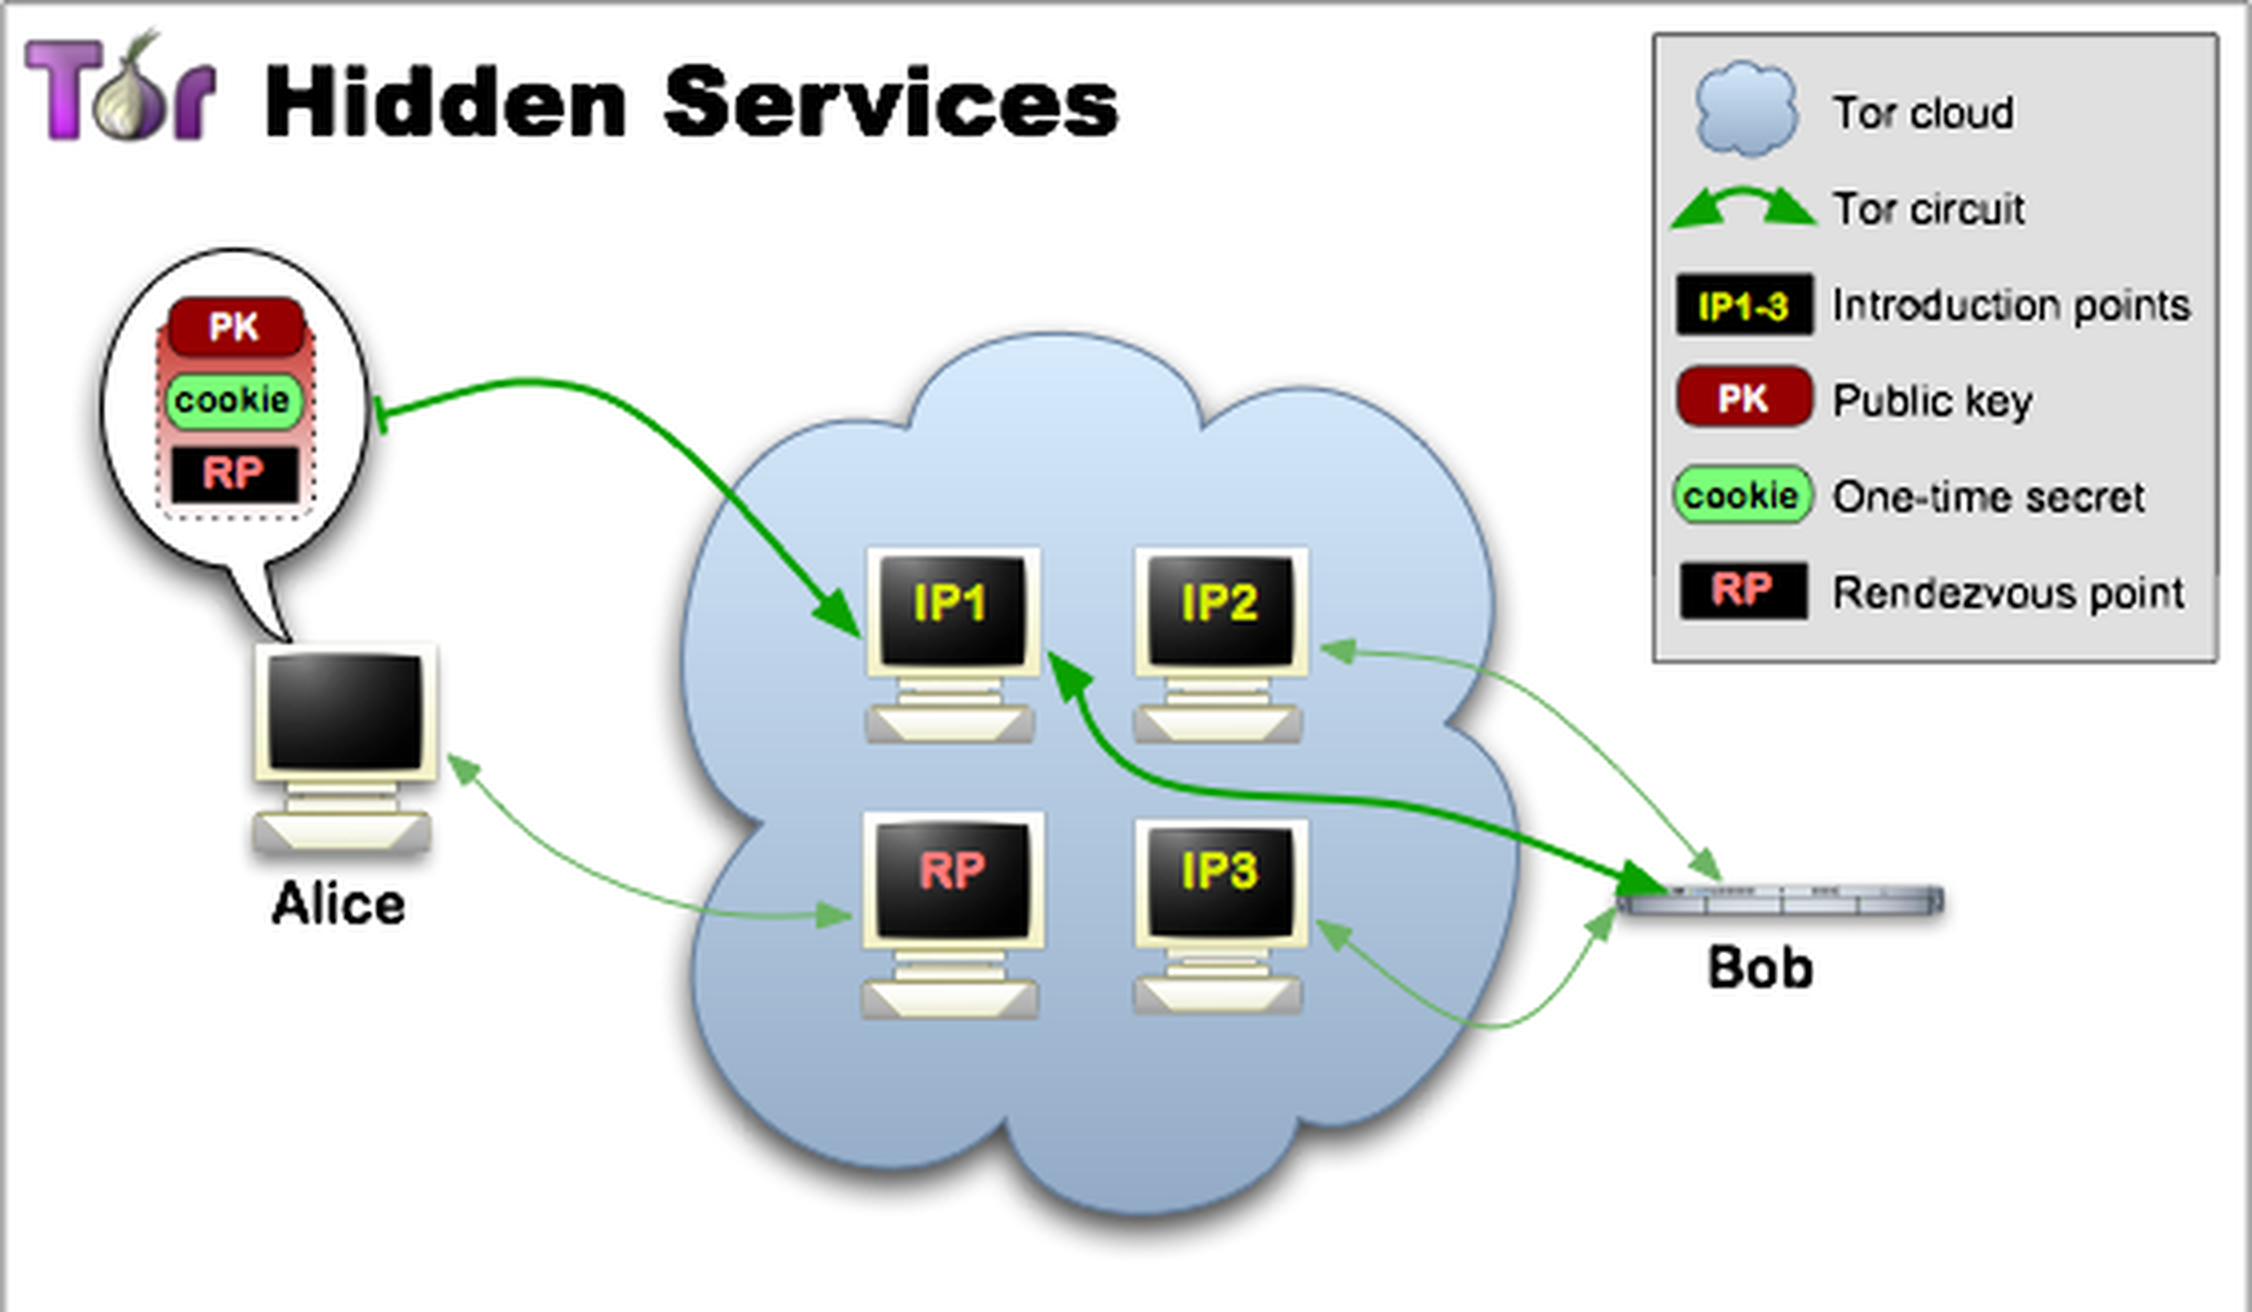 Tor Hidden Services
Tor cloud
Tor circuit
IP1-3 Introduction points
PK Public key
cookie One-time secret
RP Rendezvous point
PK
cookie
RP
IP1
IP2
RP
IP3
Alice
Bob